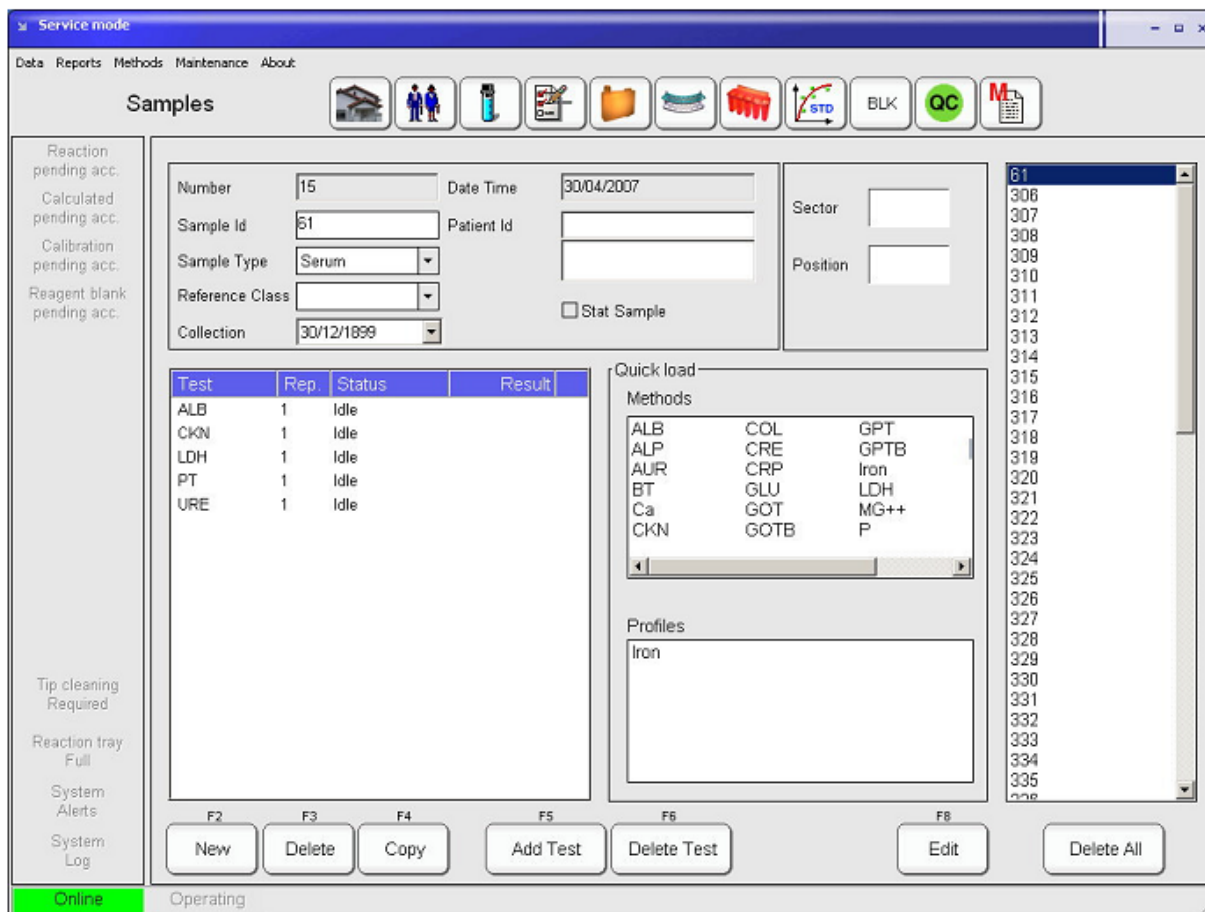 Service mode
Data Reports Methods Maintenance About
Samples
STD
BLK
QC
M
Reaction
pending acc.
Calculated
pending acc.
Calibration
pending acc.
Reagent blank
pending acc.
Tip cleaning
Required
Reaction tray
Full
System
Alerts
System
Log
Number 15 Date Time 30/04/2007
Sample Id 61 Patient Id
Sample Type Serum
Reference Class
Stat Sample
Collection 30/12/1899
Sector
Position
Test Rep. Status Result
ALB 1 Idle
CKN 1 Idle
LDH 1 Idle
PT 1 Idle
URE 1 Idle
Quick load
Methods
ALB COL GPT
ALP CRE GPTB
AUR CRP Iron
BT GLU LDH
Ca GOT MG++
CKN GOTB P
Profiles
Iron
61
306
307
308
309
310
311
312
313
314
315
316
317
318
319
320
321
322
323
324
325
326
327
328
329
330
331
332
333
334
335
F2 F3 F4 F5 F6 F8
New Delete Copy Add Test Delete Test Edit Delete All
Online Operating